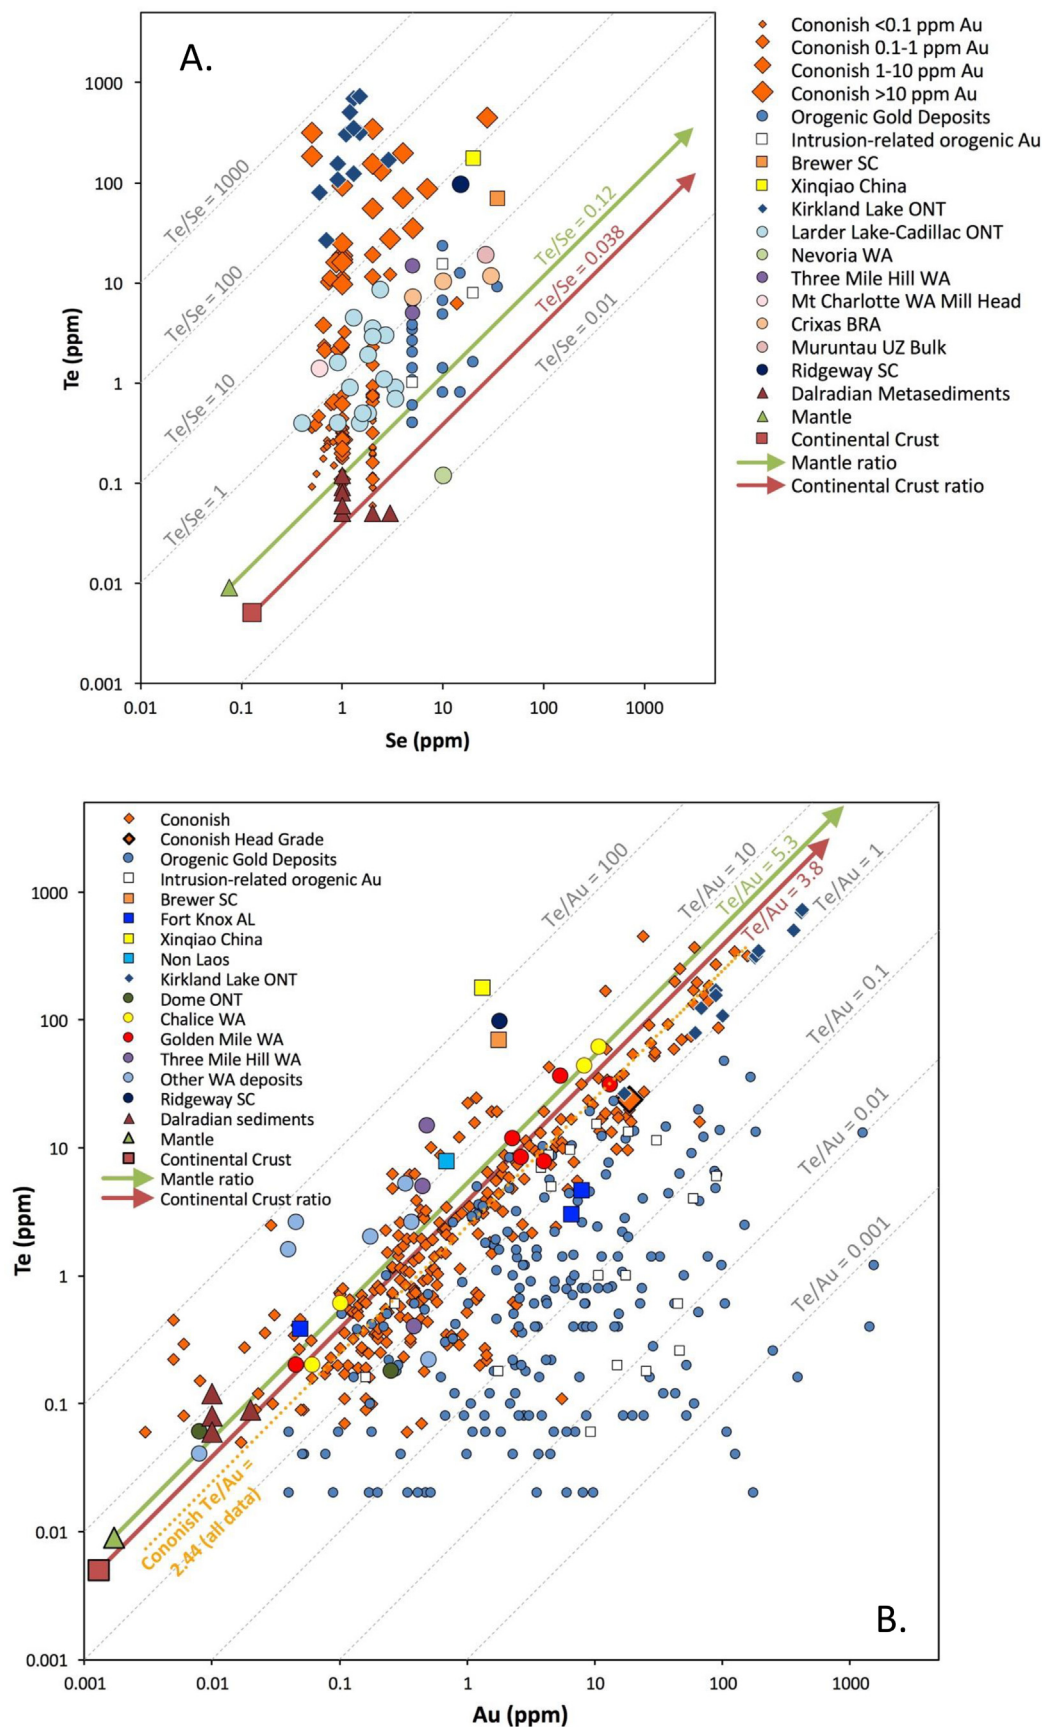 A.
Te/Se = 1000
Te/Se = 100
Te/Se = 10
Te/Se = 1
Te/Se = 0.12
Te/Se = 0.038
Te/Se = 0.01
Te (ppm)
1000
100
10
1
0.1
0.01
0.001
0.01
0.1
1
10
100
1000
Se (ppm)
Cononish <0.1 ppm Au
Cononish 0.1-1 ppm Au
Cononish 1-10 ppm Au
Cononish >10 ppm Au
Orogenic Gold Deposits
Intrusion-related orogenic Au
Brewer SC
Xinqiao China
Kirkland Lake ONT
Larder Lake-Cadillac ONT
Nevoria WA
Three Mile Hill WA
Mt Charlotte WA Mill Head
Crixas BRA
Muruntau UZ Bulk
Ridgeway SC
Dalradian Metasediments
Mantle
Continental Crust
Mantle ratio
Continental Crust ratio
Cononish
Cononish Head Grade
Orogenic Gold Deposits
Intrusion-related orogenic Au
Brewer SC
Fort Knox AL
Xinqiao China
Non Laos
Kirkland Lake ONT
Dome ONT
Chalice WA
Golden Mile WA
Three Mile Hill WA
Other WA deposits
Ridgeway SC
Dalradian sediments
Mantle
Continental Crust
Mantle ratio
Continental Crust ratio
Te/Au = 100
Te/Au = 10
Te/Au = 5.3
Te/Au = 3.8
Te/Au = 1
Te/Au = 0.1
Te/Au = 0.01
Te/Au = 0.001
Cononish Te/Au =
2.44 (all data)
B.
Te (ppm)
1000
100
10
1
0.1
0.01
0.001
0.001
0.01
0.1
1
10
100
1000
Au (ppm)